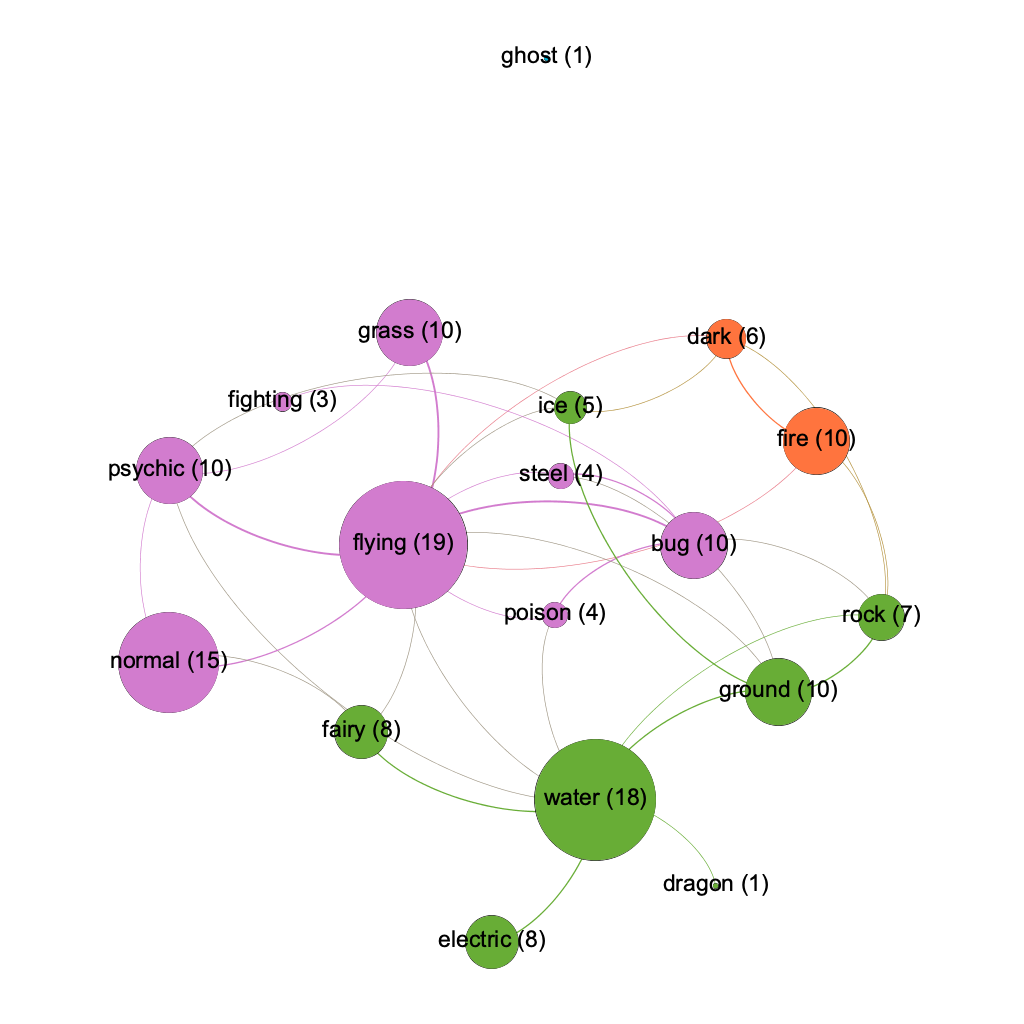 ghost (1)
grass (10)
dark (6)
fighting (3)
ice (5)
fire (10)
psychic (10)
steel (4)
flying (19)
bug (10)
poison (4)
rock (7)
normal (15)
ground (10)
fairy (8)
water (18)
dragon (1)
electric (8)